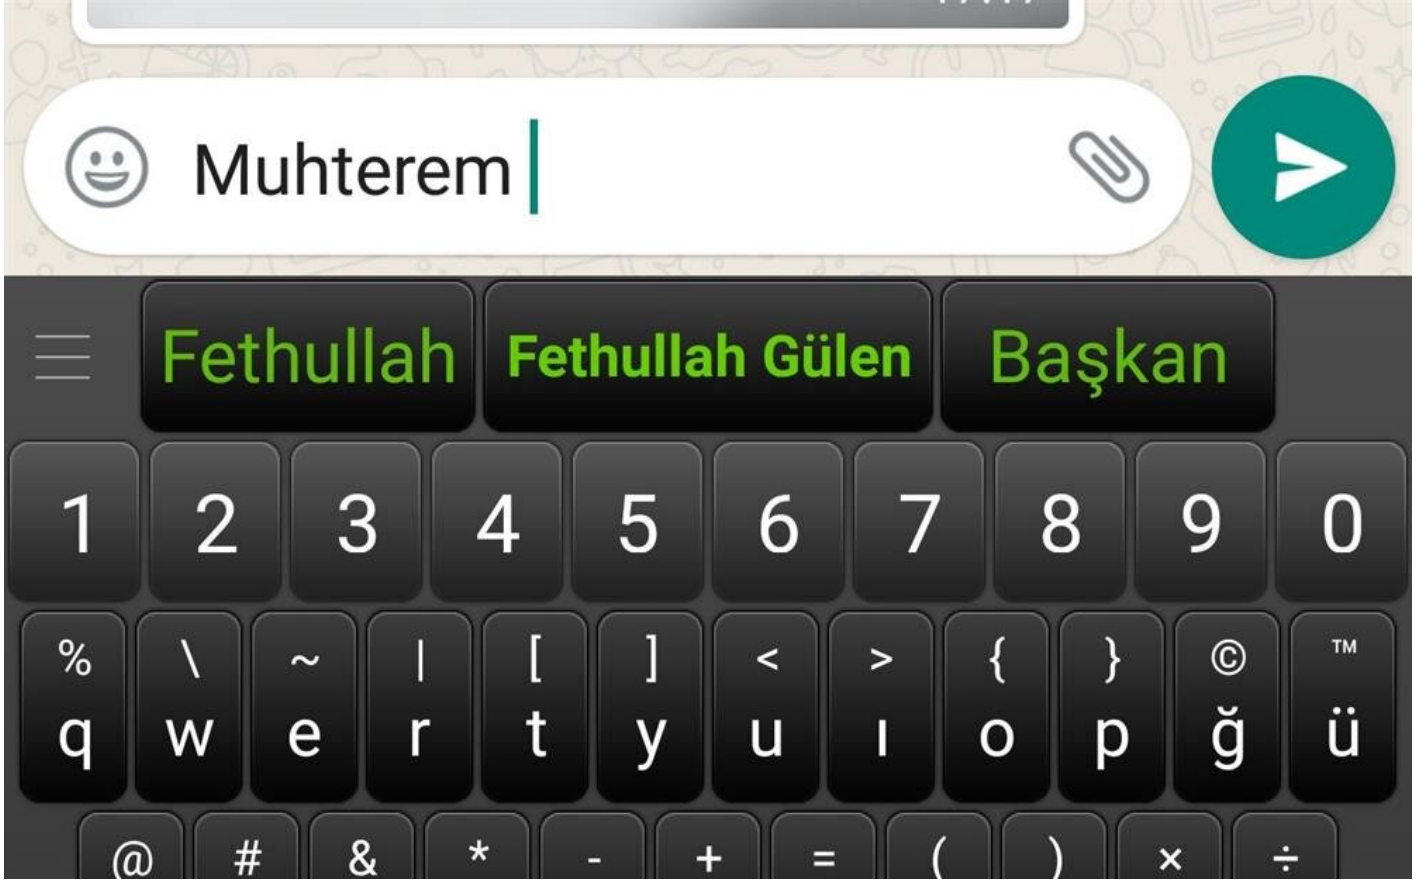 Muhterem
Fethullah Fethullah Gülen Başkan
1 2 3 4 5 6 7 8 9 0
% \ ~ | [ ] < > { } © ™
q w e r t y u ı o p ğ ü
@ # & * - + = ( ) × ÷